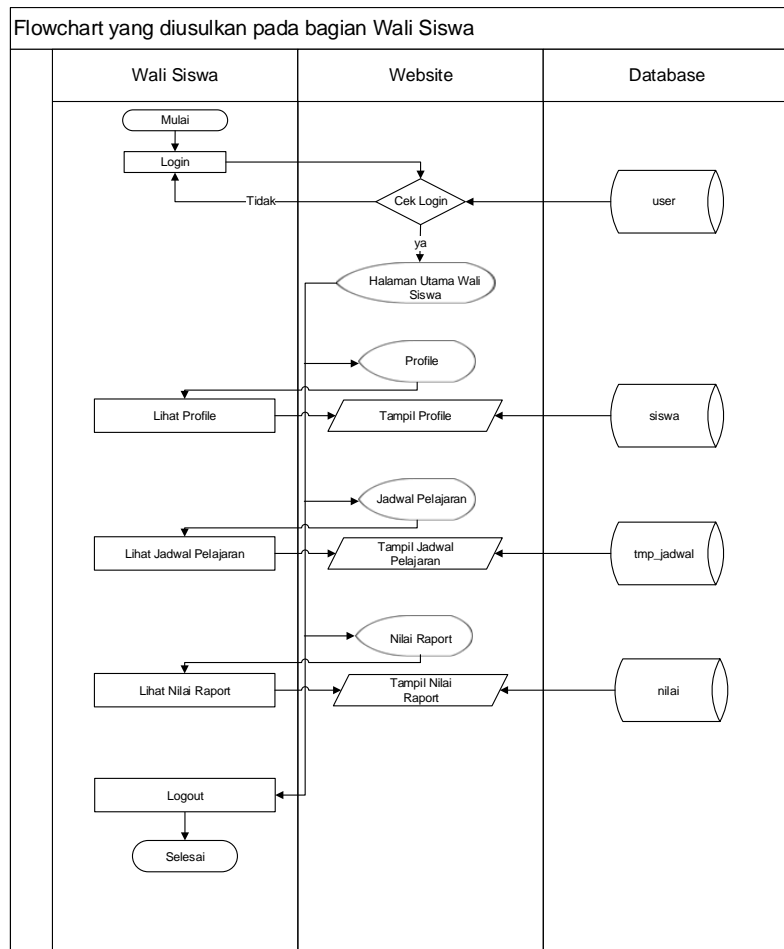 Flowchart yang diusulkan pada bagian Wali Siswa
Wali Siswa
Website
Database
Mulai
Login
Tidak
Cek Login
user
ya
Halaman Utama Wali
Siswa
Profile
Lihat Profile
Tampil Profile
siswa
Jadwal Pelajaran
Lihat Jadwal Pelajaran
Tampil Jadwal
Pelajaran
tmp_jadwal
Nilai Raport
Lihat Nilai Raport
Tampil Nilai
Raport
nilai
Logout
Selesai